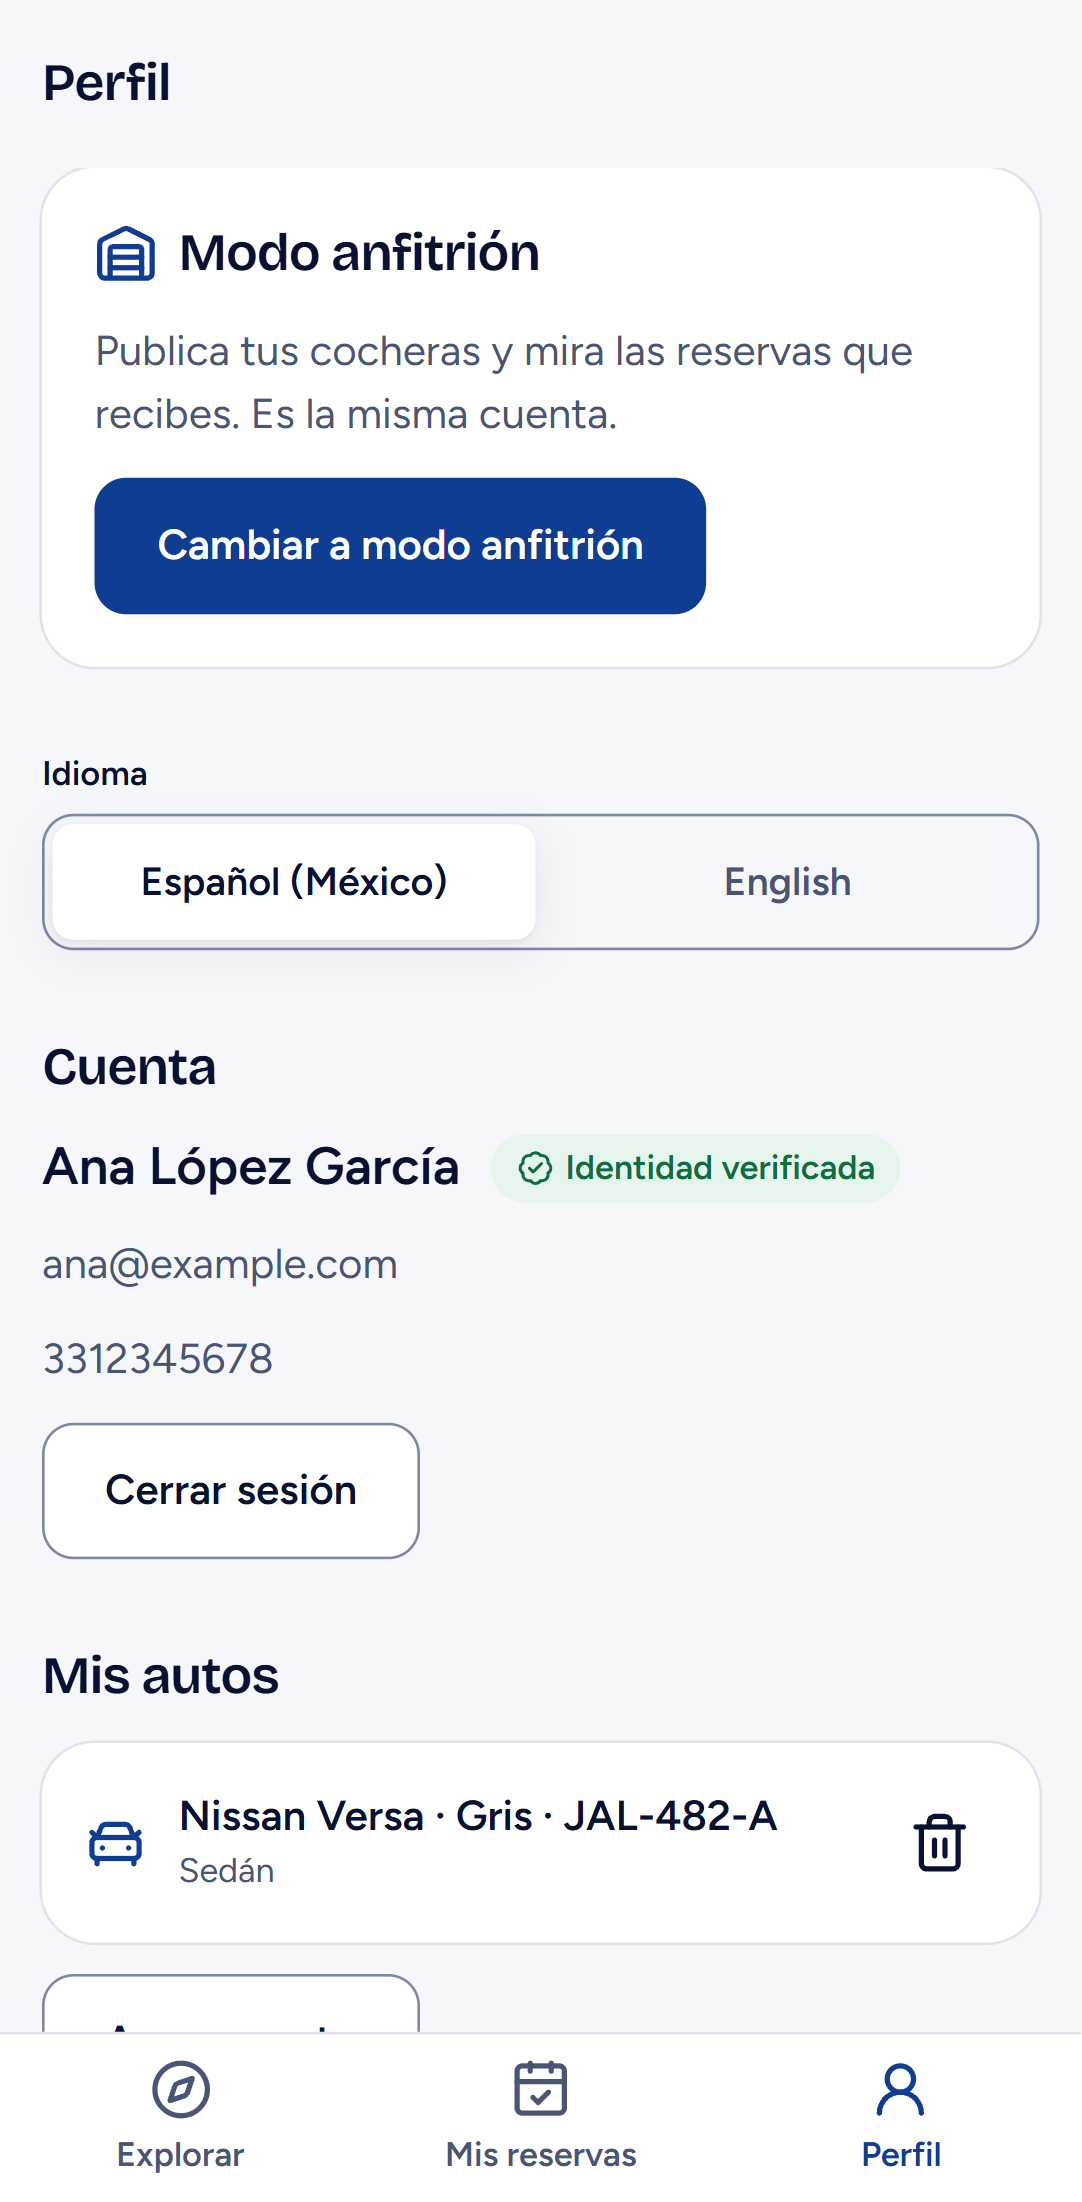 Perfil
Modo anfitrión
Publica tus cocheras y mira las reservas que
recibes. Es la misma cuenta.
Cambiar a modo anfitrión
Idioma
Español (México)
English
Cuenta
Ana López García
Identidad verificada
ana@example.com
3312345678
Cerrar sesión
Mis autos
Nissan Versa · Gris · JAL-482-A
Sedán
Explorar
Mis reservas
Perfil